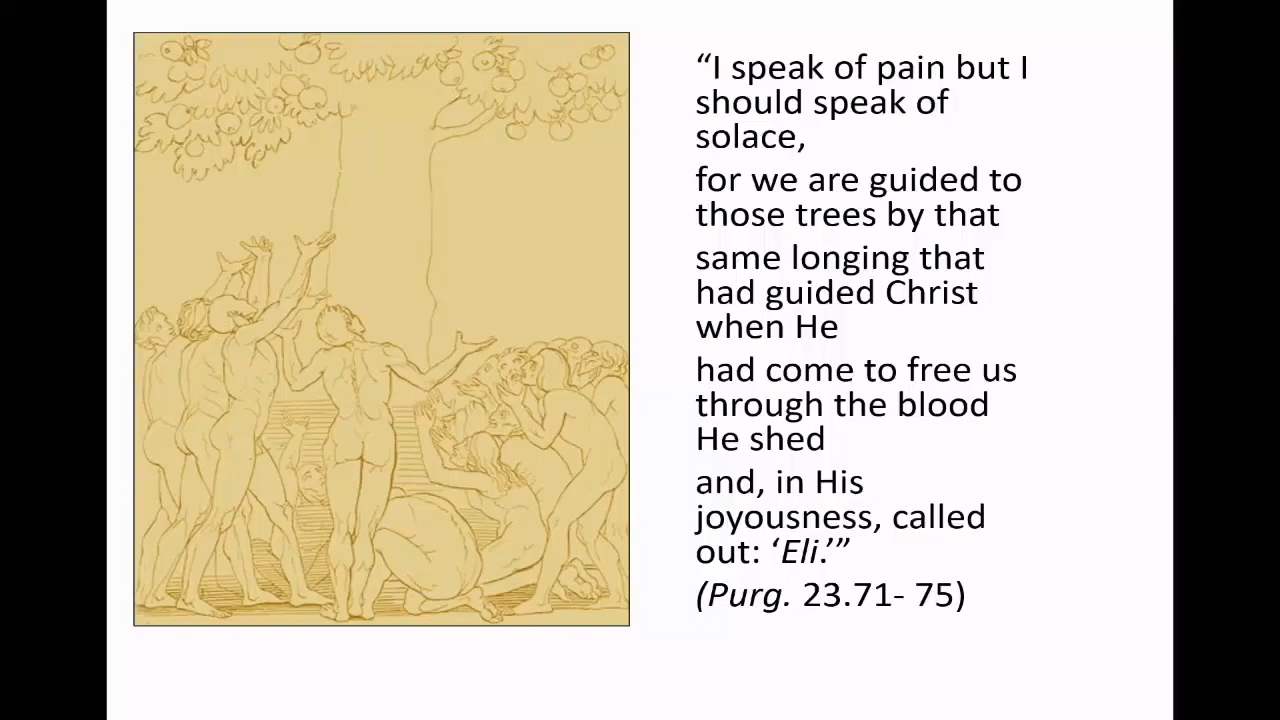 “I speak of pain but I
should speak of
solace,
for we are guided to
those trees by that
same longing that
had guided Christ
when He
had come to free us
through the blood
He shed
and, in His
joyousness, called
out: ‘Eli.’”
(Purg. 23.71- 75)